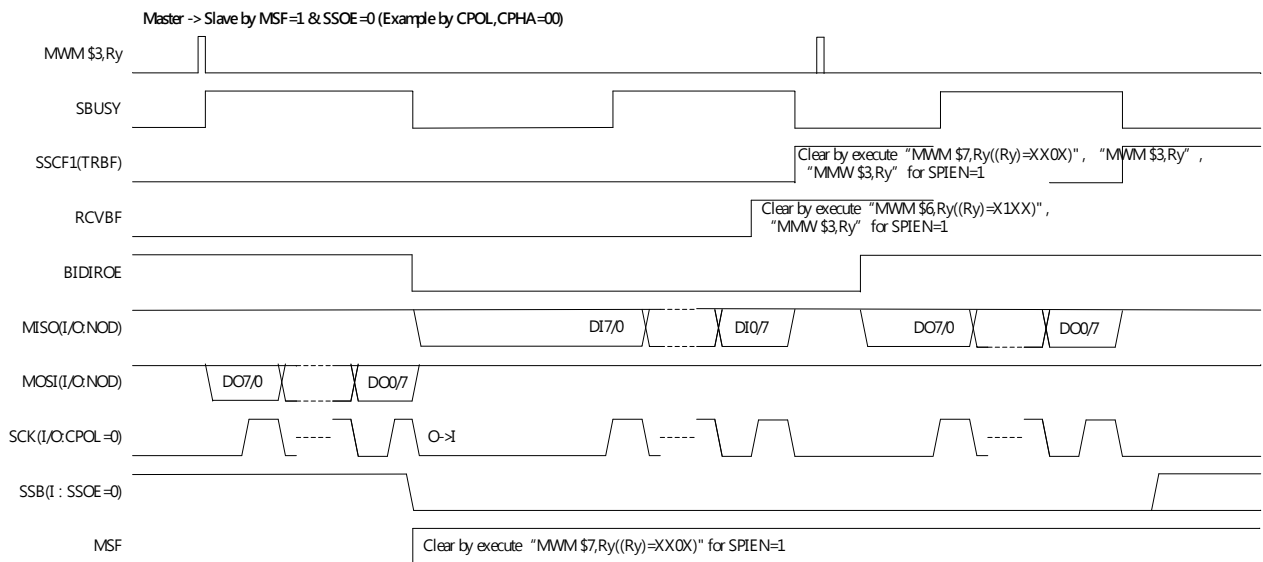 Master -> Slave by MSF=1 & SSOE=0 (Example by CPOL,CPHA=00)
MWM $3,Ry
SBUSY
SSCF1(TRBF)
Clear by execute “MWM $7,Ry((Ry)=XX0X)", “MWM $3,Ry",
“MMW $3,Ry” for SPIEN=1
RCVBF
Clear by execute “MWM $6,Ry((Ry)=X1XX)",
“MMW $3,Ry” for SPIEN=1
BIDIROE
MISO(I/O:NOD)
DI7/0
DI0/7
DO7/0
DO0/7
MOSI(I/O:NOD)
DO7/0
DO0/7
SCK(I/O:CPOL=0)
O->I
SSB(I : SSOE=0)
MSF
Clear by execute “MWM $7,Ry((Ry)=XX0X)" for SPIEN=1